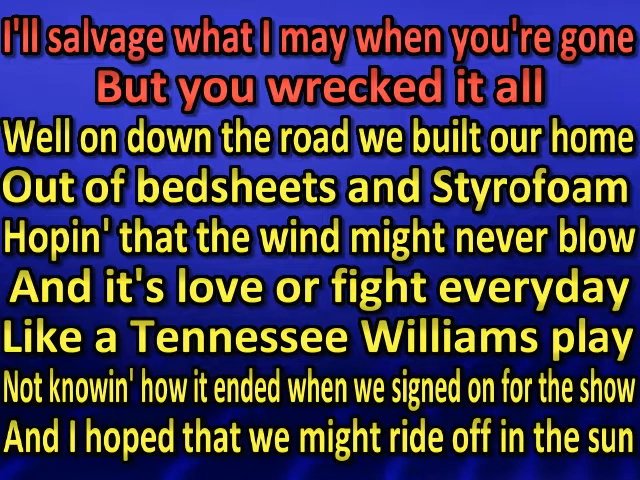 I'll salvage what I may when you're gone
But you wrecked it all
Well on down the road we built our home
Out of bedsheets and Styrofoam
Hopin' that the wind might never blow
And it's love or fight everyday
Like a Tennessee Williams play
Not knowin' how it ended when we signed on for the show
And I hoped that we might ride off in the sun